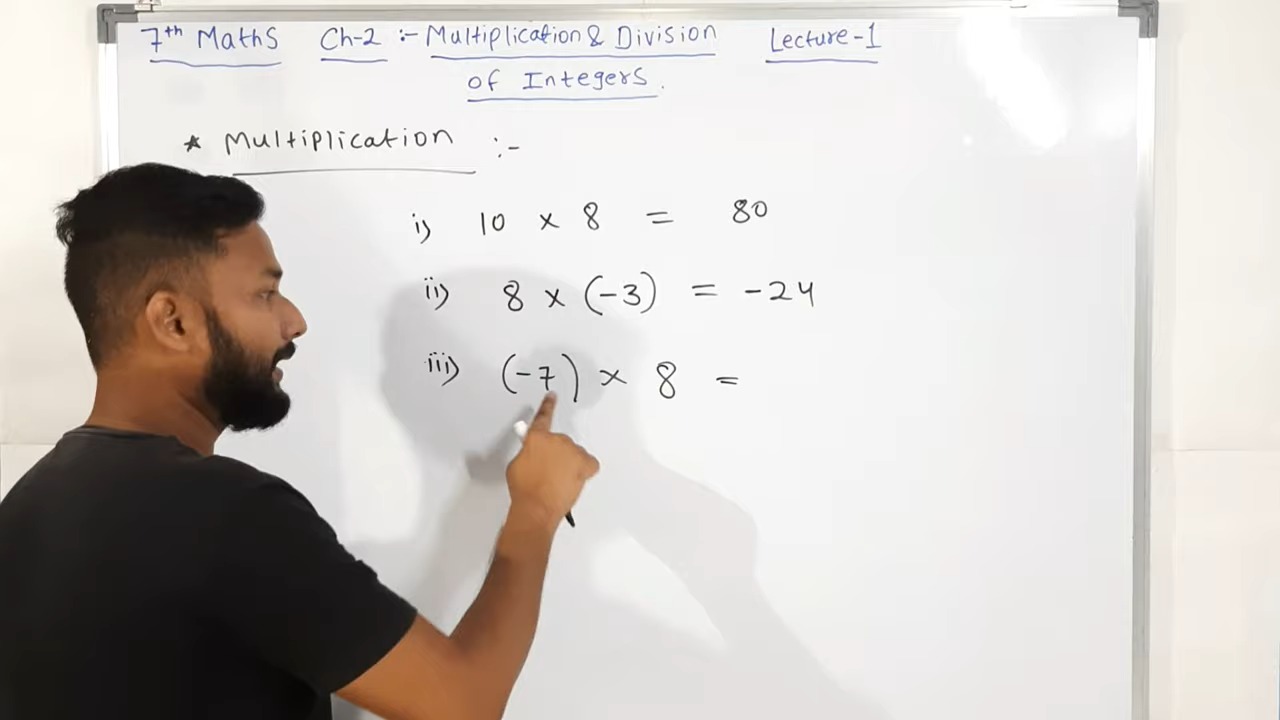 7th Maths Ch-2 :- Multiplication & Division Lecture-1
of Integers.
* Multiplication :-
i) 10 × 8 = 80
ii) 8 × (-3) = -24
iii) (-7) × 8 =